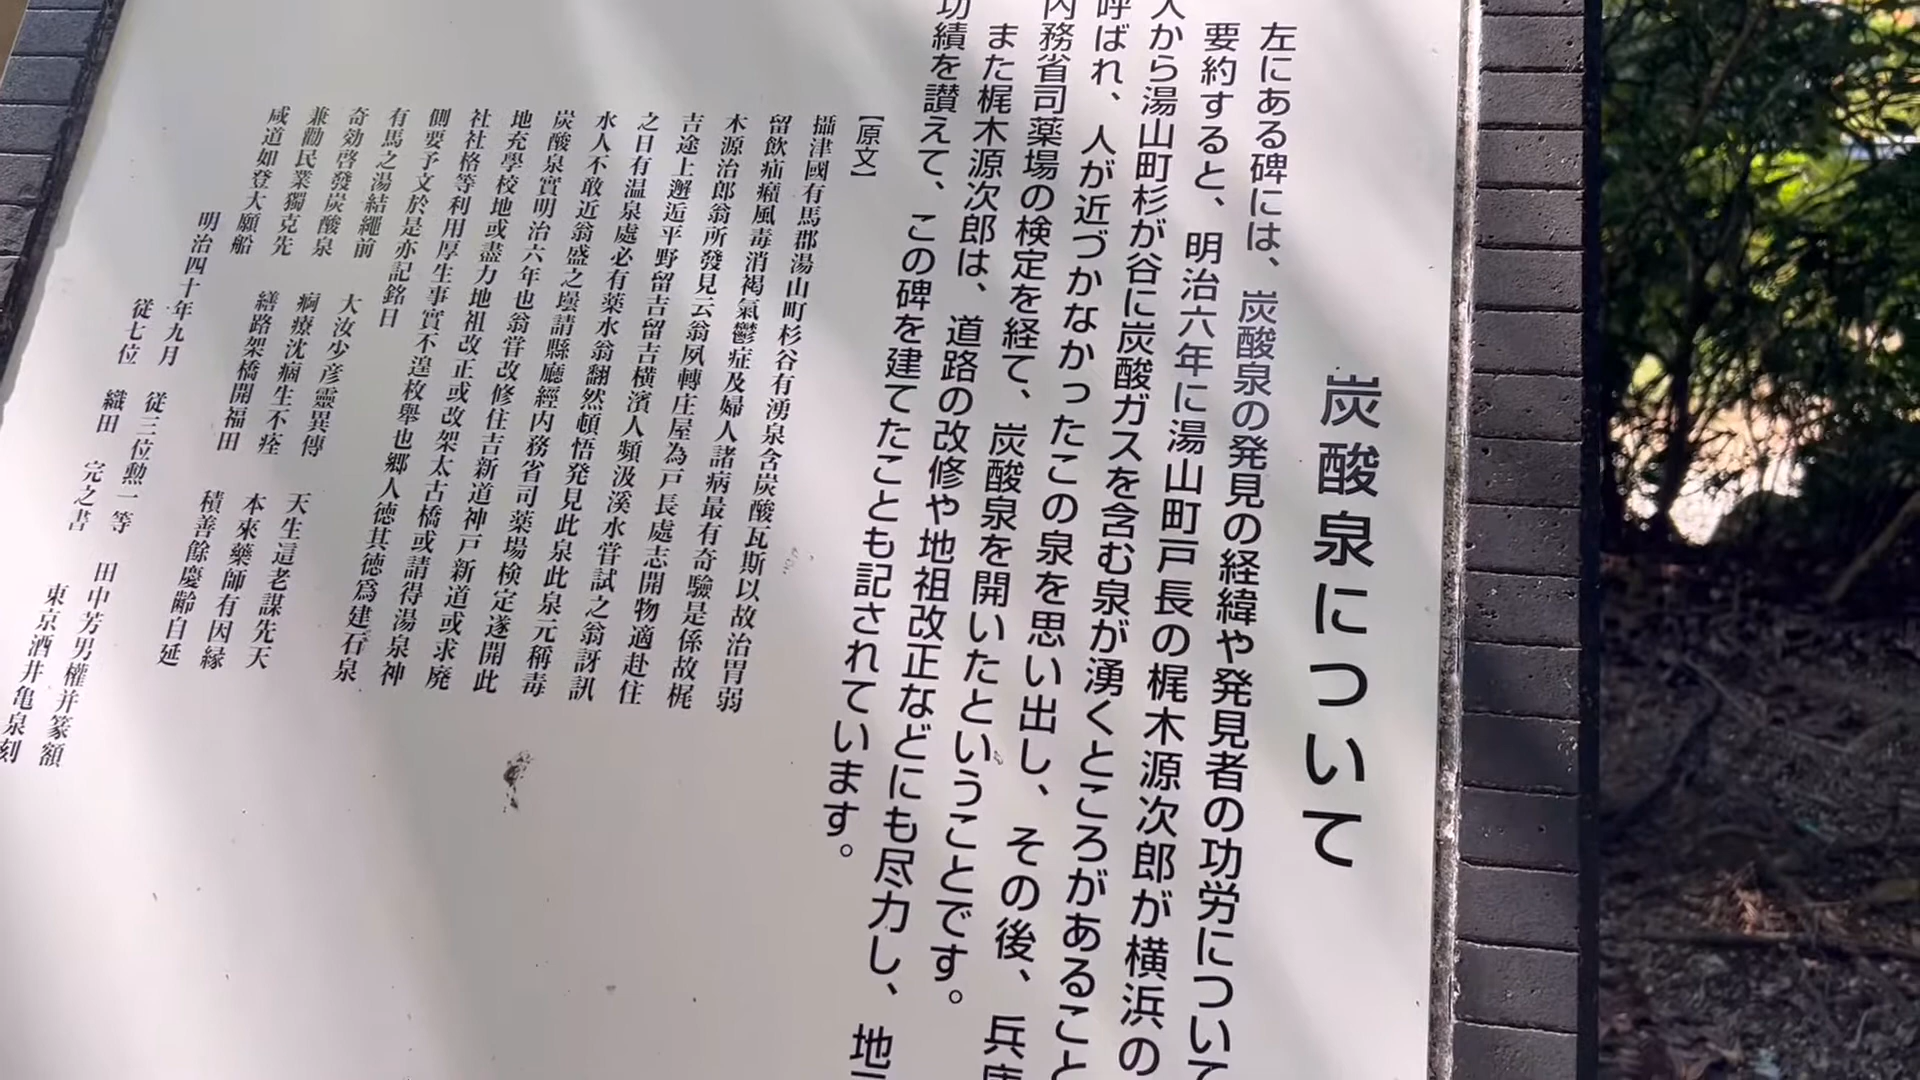 炭酸泉について
左にある碑には、炭酸泉の発見の経緯や発見者の功労について
要約すると、明治六年に湯山町戸長の梶木源次郎が横浜の
人から湯山町杉が谷に炭酸ガスを含む泉が湧くところがあること
呼ばれ、人が近づかなかったこの泉を思い出し、その後、兵庫
内務省司薬場の検定を経て、炭酸泉を開いたということです。
また梶木源次郎は、道路の改修や地祖改正などにも尽力し、地
功績を讃えて、この碑を建てたことも記されています。
【原文】
攝津國有馬郡湯山町杉谷有湧泉含炭酸瓦斯以故治胃弱
留飲疝癪風毒消褐氣鬱症及婦人諸病最有奇驗是係故梶
木源治郎翁所發見云翁夙轉庄屋為戸長處志開物適赴住
吉途上邂逅平野留吉留吉横濱人頻汲溪水甞試之翁訝訊
之日有温泉處必有薬水翁翻然頓悟発見此泉此泉元稱毒
水人不敢近翁盛之壜請縣廳經内務省司薬場検定遂開此
炭酸泉實明治六年也翁甞改修住吉新道神戸新道或求廃
地充學校地或盡力地祖改正或改架太古橋或請得湯泉神
社社格等利用厚生事實不遑枚擧也郷人徳其徳爲建石泉
側要予文於是亦記銘日
有馬之湯結繩前　大汝少彦靈異傳　天生這老謀先天
奇効啓發炭酸泉　痾療沈痼生不痊　本來藥師有因縁
兼勸民業獨克先　繕路架橋開福田　積善餘慶齢自延
咸道如登大願船
明治四十年九月　從三位勲一等　田中芳男權并篆額
從七位　織田　完之書　東京酒井亀泉刻